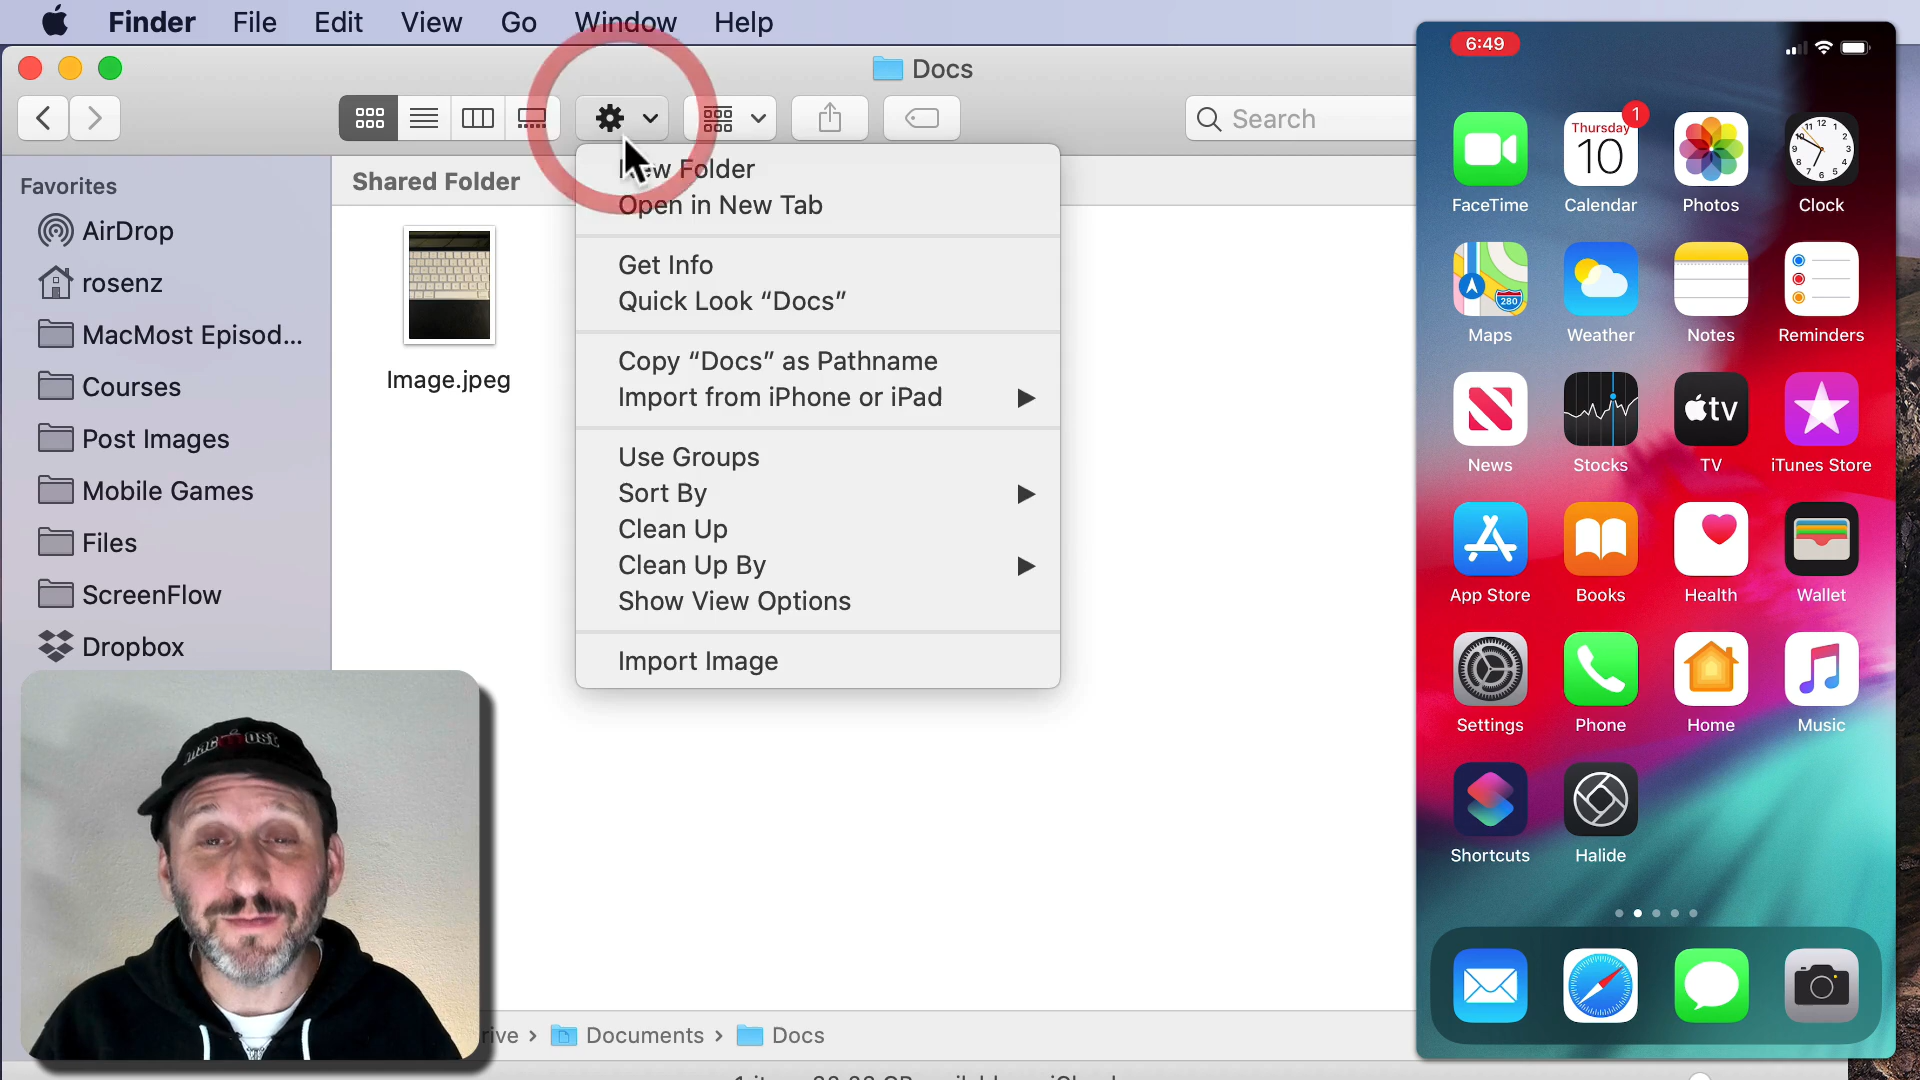 Finder File Edit View Go Window Help
Docs
Search
Favorites
AirDrop
rosenz
MacMost Episod...
Courses
Post Images
Mobile Games
Files
ScreenFlow
Dropbox
Shared Folder
Image.jpeg
New Folder
Open in New Tab
Get Info
Quick Look “Docs”
Copy “Docs” as Pathname
Import from iPhone or iPad
Use Groups
Sort By
Clean Up
Clean Up By
Show View Options
Import Image
Documents › Docs
6:49
Thursday
10
1
FaceTime Calendar Photos Clock
280
Maps Weather Notes Reminders
tv
News Stocks TV iTunes Store
App Store Books Health Wallet
Settings Phone Home Music
Shortcuts Halide